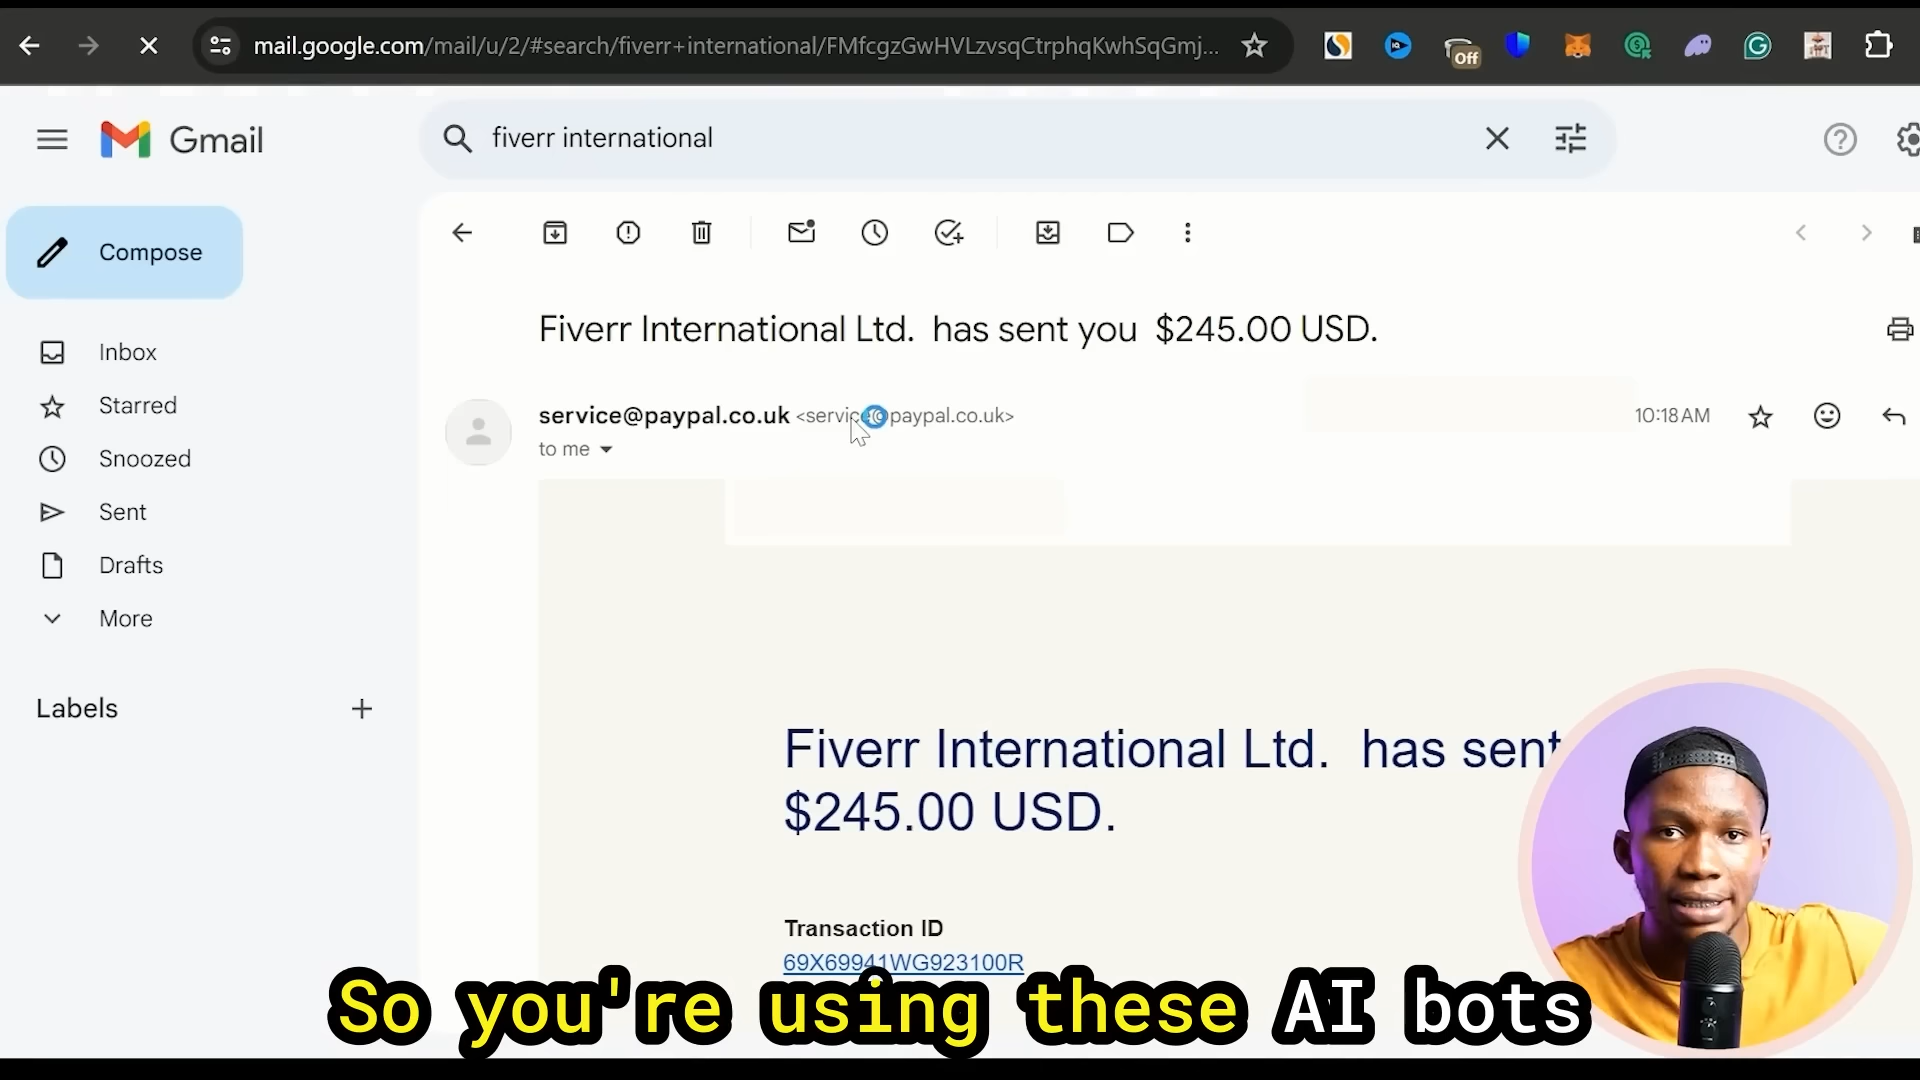 mail.google.com/mail/u/2/#search/fiverr+international/FMfcgzGwHVLzvsqCtrphqKwhSqGmj...
Off
Gmail
fiverr international
Compose
Inbox
Starred
Snoozed
Sent
Drafts
More
Labels
Fiverr International Ltd. has sent you $245.00 USD.
service@paypal.co.uk <service@paypal.co.uk>
10:18AM
to me
Fiverr International Ltd. has sent
$245.00 USD.
Transaction ID
69X69941WG923100R
So you're using these AI bots